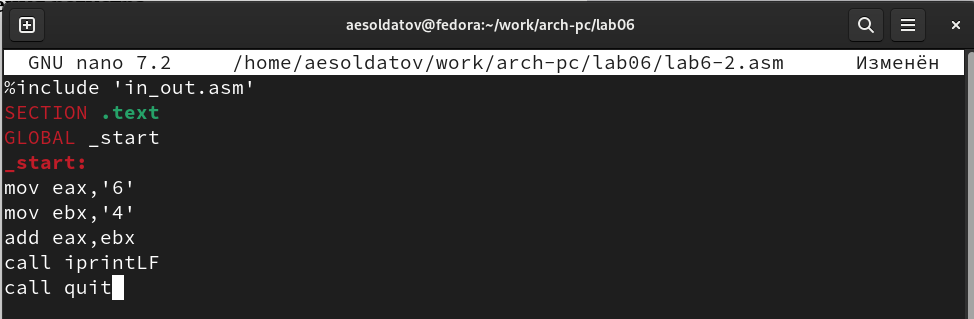 aesoldatov@fedora:~/work/arch-pc/lab06
GNU nano 7.2 /home/aesoldatov/work/arch-pc/lab06/lab6-2.asm Изменён
%include 'in_out.asm'
SECTION .text
GLOBAL _start
_start:
mov eax,'6'
mov ebx,'4'
add eax,ebx
call iprintLF
call quit